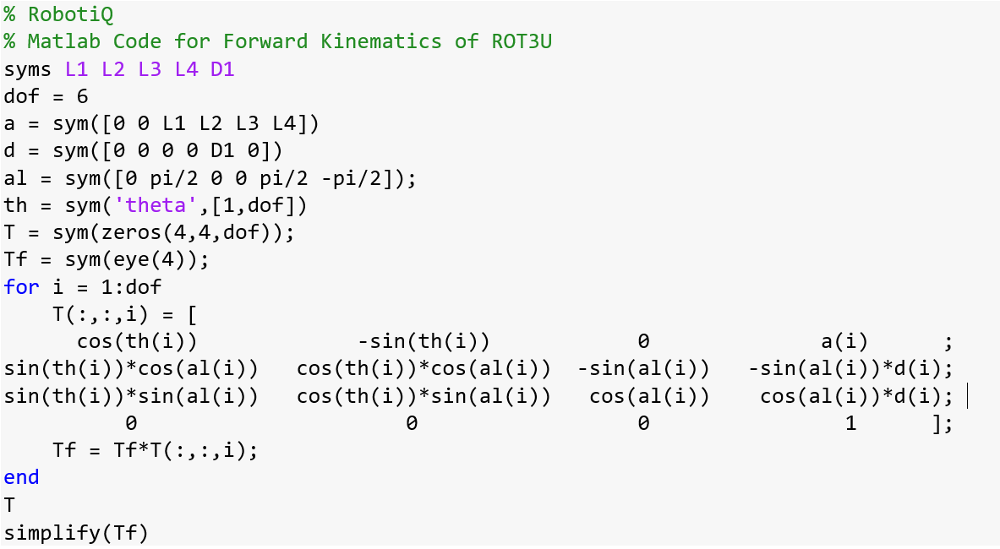 % RobotiQ
% Matlab Code for Forward Kinematics of ROT3U
syms L1 L2 L3 L4 D1
dof = 6
a = sym([0 0 L1 L2 L3 L4])
d = sym([0 0 0 0 D1 0])
al = sym([0 pi/2 0 0 pi/2 -pi/2]);
th = sym('theta',[1,dof])
T = sym(zeros(4,4,dof));
Tf = sym(eye(4));
for i = 1:dof
    T(:,:,i) = [
      cos(th(i))             -sin(th(i))            0              a(i)      ;
sin(th(i))*cos(al(i))   cos(th(i))*cos(al(i))  -sin(al(i))   -sin(al(i))*d(i);
sin(th(i))*sin(al(i))   cos(th(i))*sin(al(i))   cos(al(i))    cos(al(i))*d(i);
          0                      0                  0                1      ];
    Tf = Tf*T(:,:,i);
end
T
simplify(Tf)